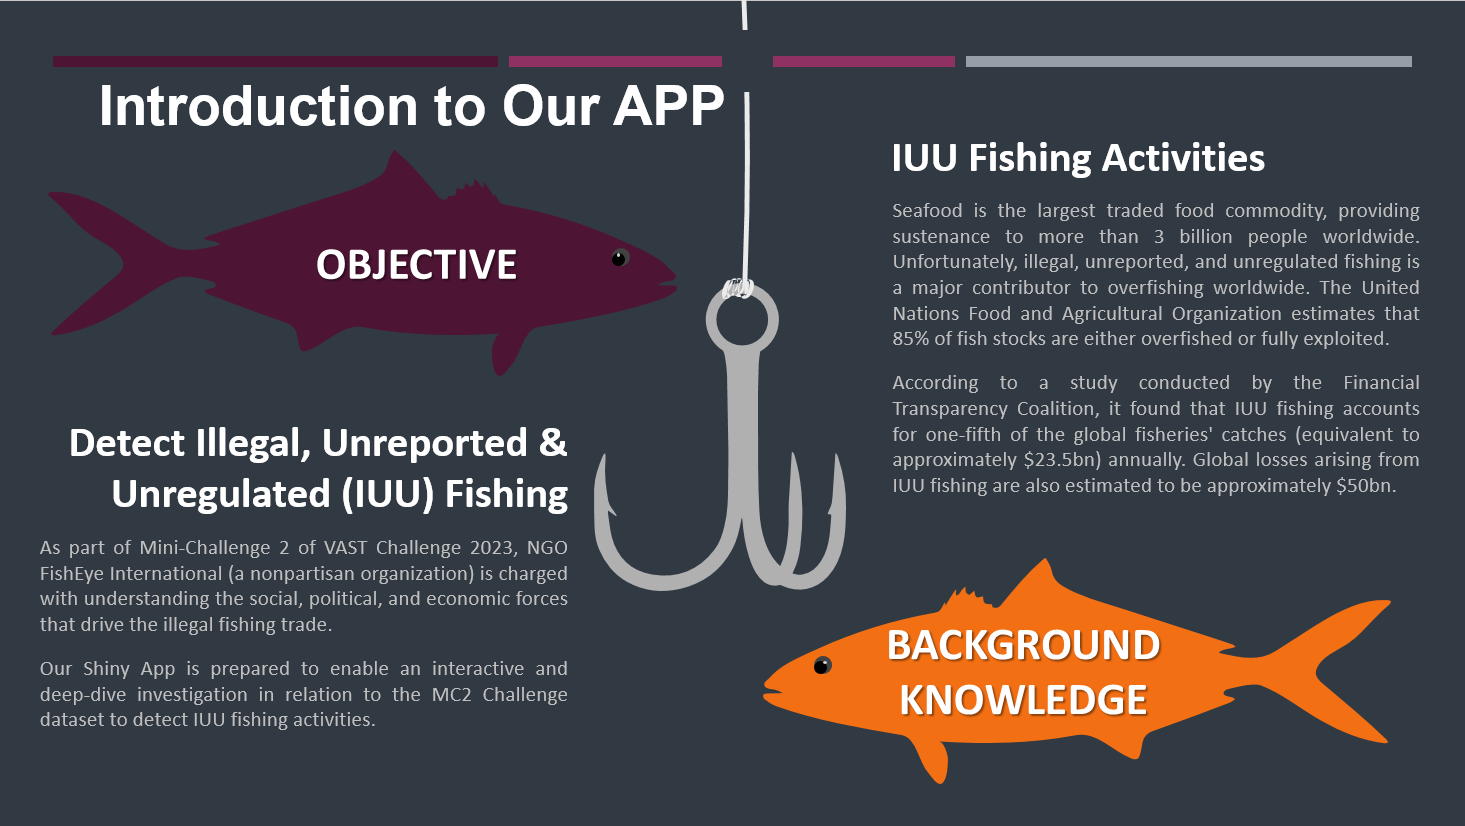 Introduction to Our APP
OBJECTIVE
Detect Illegal, Unreported &
Unregulated (IUU) Fishing
As part of Mini-Challenge 2 of VAST Challenge 2023, NGO
FishEye International (a nonpartisan organization) is charged
with understanding the social, political, and economic forces
that drive the illegal fishing trade.
Our Shiny App is prepared to enable an interactive and
deep-dive investigation in relation to the MC2 Challenge
dataset to detect IUU fishing activities.
IUU Fishing Activities
Seafood is the largest traded food commodity, providing
sustenance to more than 3 billion people worldwide.
Unfortunately, illegal, unreported, and unregulated fishing is
a major contributor to overfishing worldwide. The United
Nations Food and Agricultural Organization estimates that
85% of fish stocks are either overfished or fully exploited.
According to a study conducted by the Financial
Transparency Coalition, it found that IUU fishing accounts
for one-fifth of the global fisheries' catches (equivalent to
approximately $23.5bn) annually. Global losses arising from
IUU fishing are also estimated to be approximately $50bn.
BACKGROUND
KNOWLEDGE